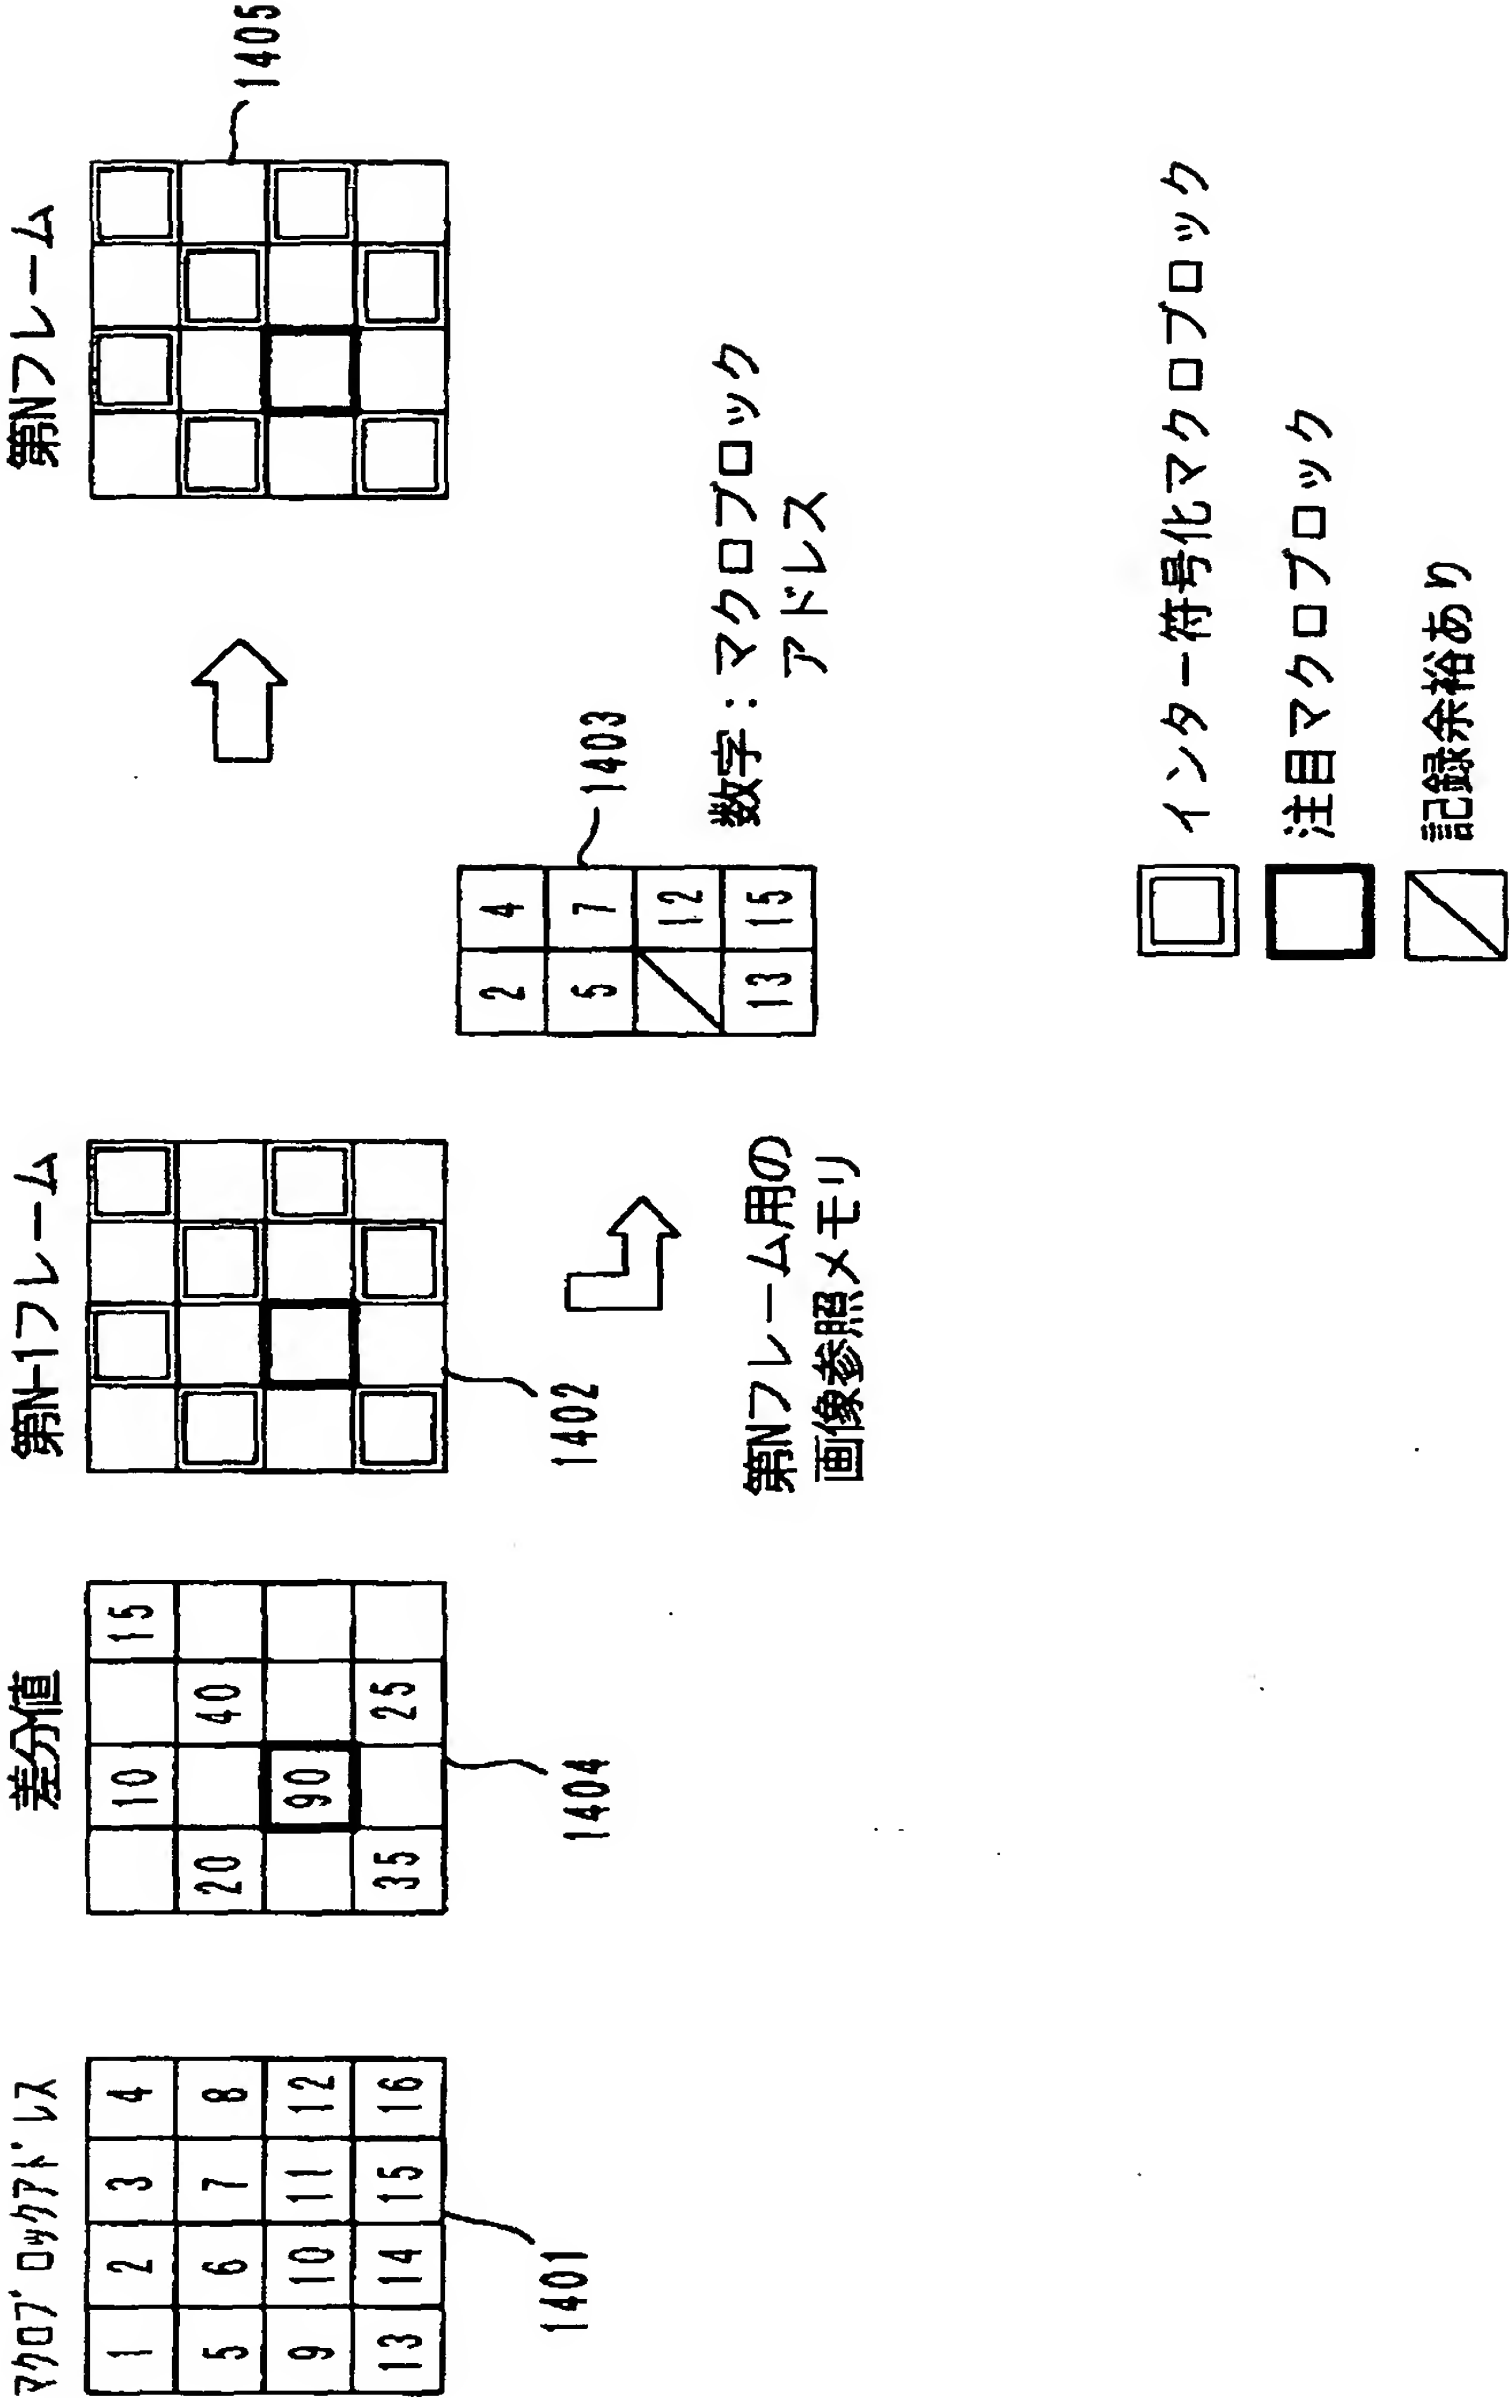 マクロブロックアドレス
1 2 3 4
5 6 7 8
9 10 11 12
13 14 15 16
1401
差分値
10 15
20 40
90
35 25
1404
第N-1フレーム
1402
第Nフレーム用の
画像参照メモリ
2 4
5 7
12
13 15
1403
数字：マクロブロック
アドレス
第Nフレーム
1405
インター符号化マクロブロック
注目マクロブロック
記録余裕あり